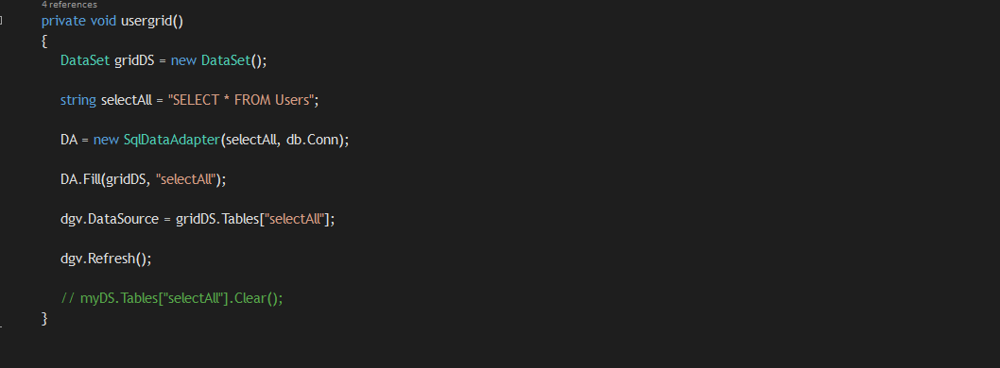 4 references
private void usergrid()
{
DataSet gridDS = new DataSet();
string selectAll = "SELECT * FROM Users";
DA = new SqlDataAdapter(selectAll, db.Conn);
DA.Fill(gridDS, "selectAll");
dgv.DataSource = gridDS.Tables["selectAll"];
dgv.Refresh();
// myDS.Tables["selectAll"].Clear();
}